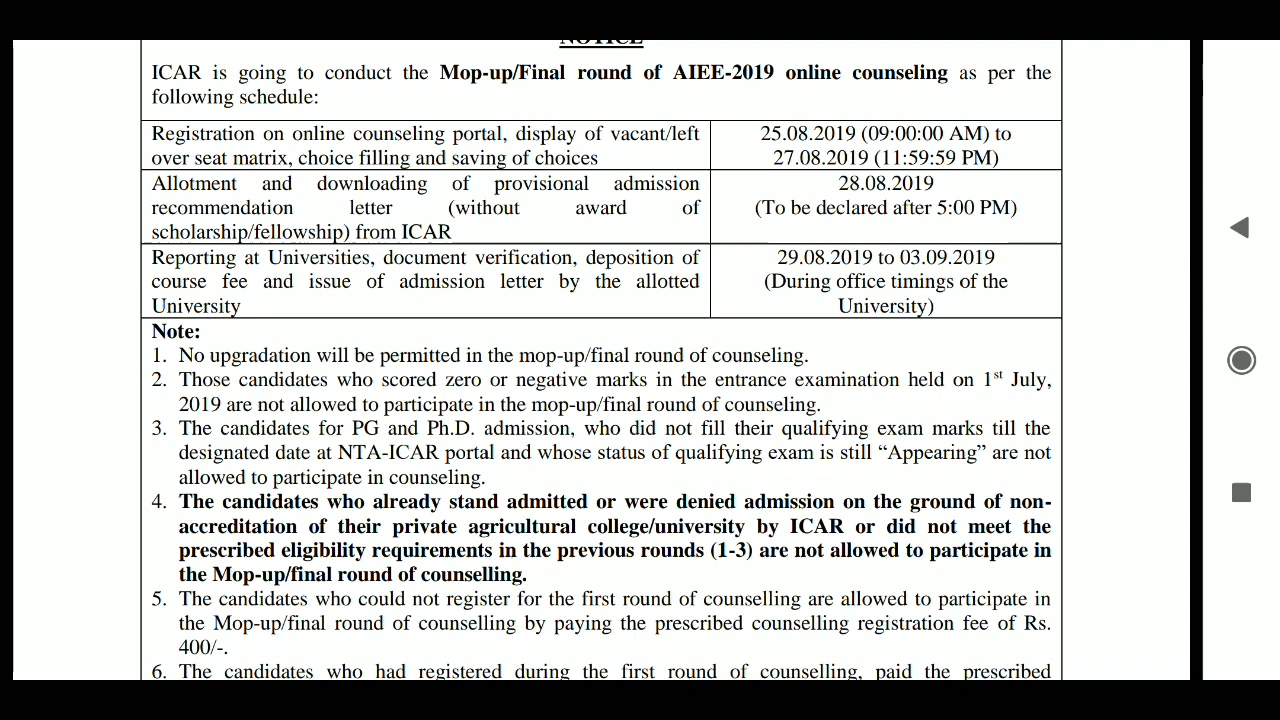 NOTICE
ICAR is going to conduct the Mop-up/Final round of AIEE-2019 online counseling as per the
following schedule:
Registration on online counseling portal, display of vacant/left
over seat matrix, choice filling and saving of choices
25.08.2019 (09:00:00 AM) to
27.08.2019 (11:59:59 PM)
Allotment and downloading of provisional admission
recommendation letter (without award of
scholarship/fellowship) from ICAR
28.08.2019
(To be declared after 5:00 PM)
Reporting at Universities, document verification, deposition of
course fee and issue of admission letter by the allotted
University
29.08.2019 to 03.09.2019
(During office timings of the
University)
Note:
1. No upgradation will be permitted in the mop-up/final round of counseling.
2. Those candidates who scored zero or negative marks in the entrance examination held on 1st July,
2019 are not allowed to participate in the mop-up/final round of counseling.
3. The candidates for PG and Ph.D. admission, who did not fill their qualifying exam marks till the
designated date at NTA-ICAR portal and whose status of qualifying exam is still “Appearing” are not
allowed to participate in counseling.
4. The candidates who already stand admitted or were denied admission on the ground of non-
accreditation of their private agricultural college/university by ICAR or did not meet the
prescribed eligibility requirements in the previous rounds (1-3) are not allowed to participate in
the Mop-up/final round of counselling.
5. The candidates who could not register for the first round of counselling are allowed to participate in
the Mop-up/final round of counselling by paying the prescribed counselling registration fee of Rs.
400/-.
6. The candidates who had registered during the first round of counselling, paid the prescribed